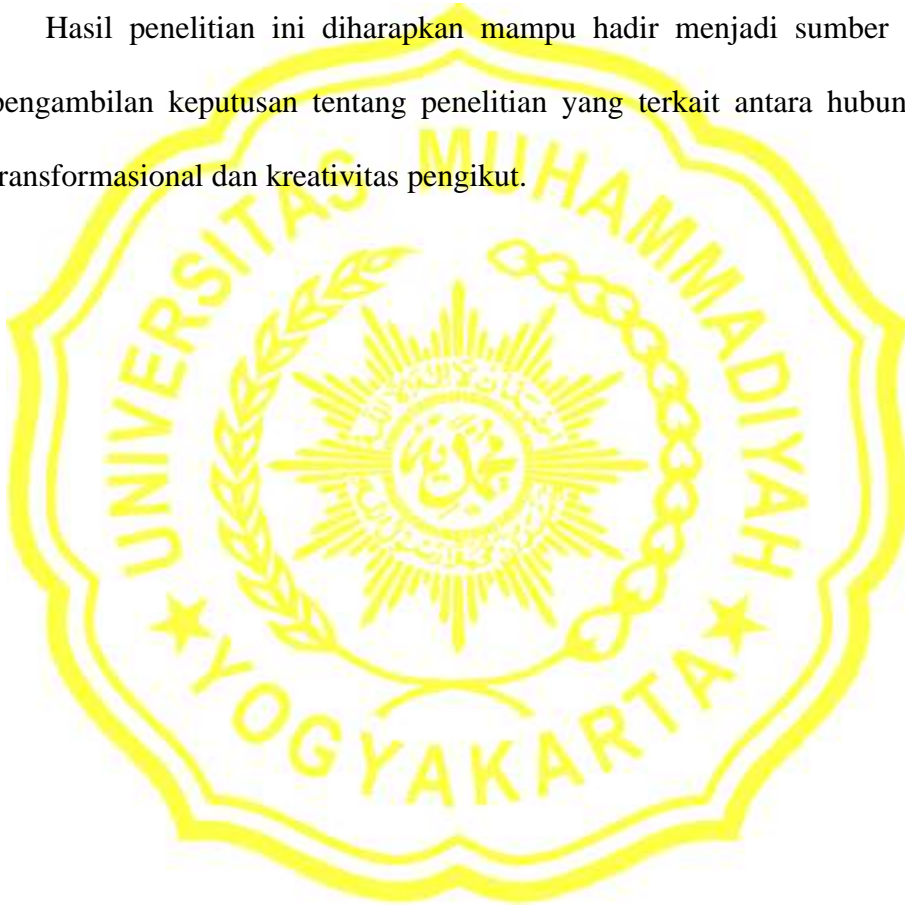 Hasil penelitian ini diharapkan mampu hadir menjadi sumber
pengambilan keputusan tentang penelitian yang terkait antara hubun
transformasional dan kreativitas pengikut.
UNIVERSITAS MUHAMMADIYAH
★ YOGYAKARTA ★